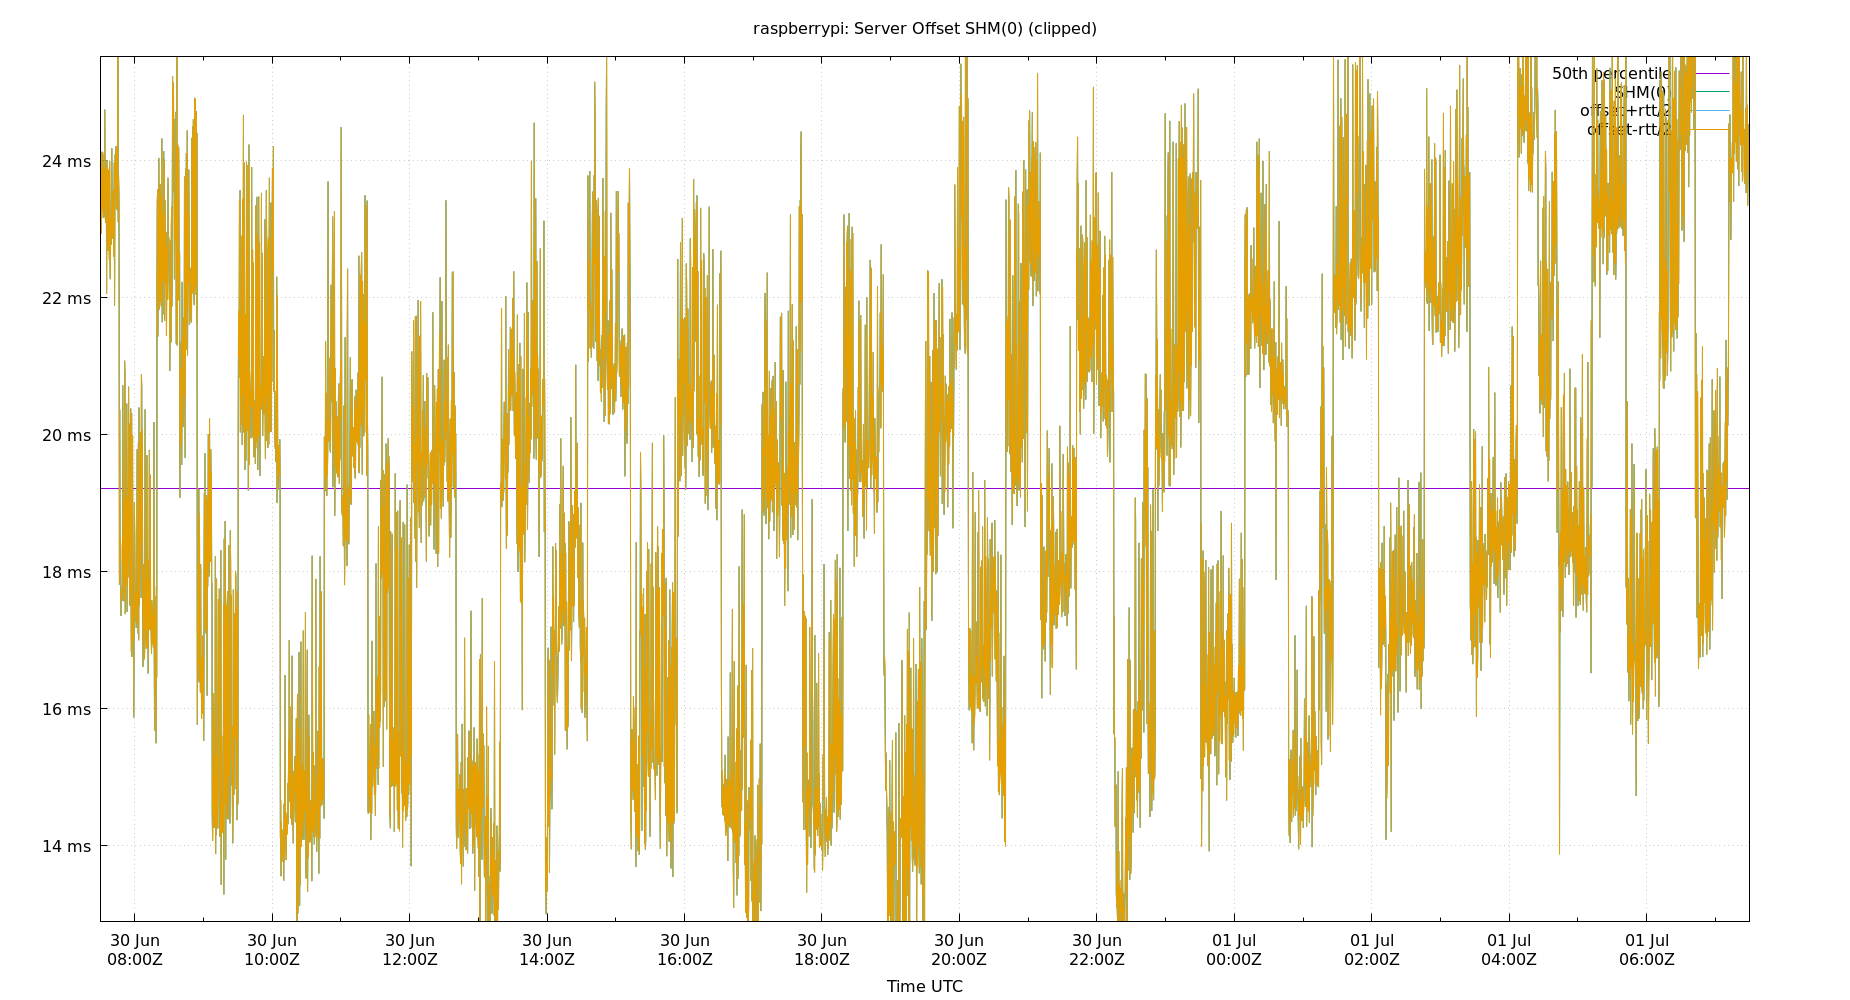 raspberrypi: Server Offset SHM(0) (clipped)
50th percentile
SHM(0)
offset+rtt/2
offset-rtt/2
24 ms
22 ms
20 ms
18 ms
16 ms
14 ms
30 Jun 30 Jun 30 Jun 30 Jun 30 Jun 30 Jun 30 Jun 30 Jun 01 Jul 01 Jul 01 Jul 01 Jul
08:00Z 10:00Z 12:00Z 14:00Z 16:00Z 18:00Z 20:00Z 22:00Z 00:00Z 02:00Z 04:00Z 06:00Z
Time UTC